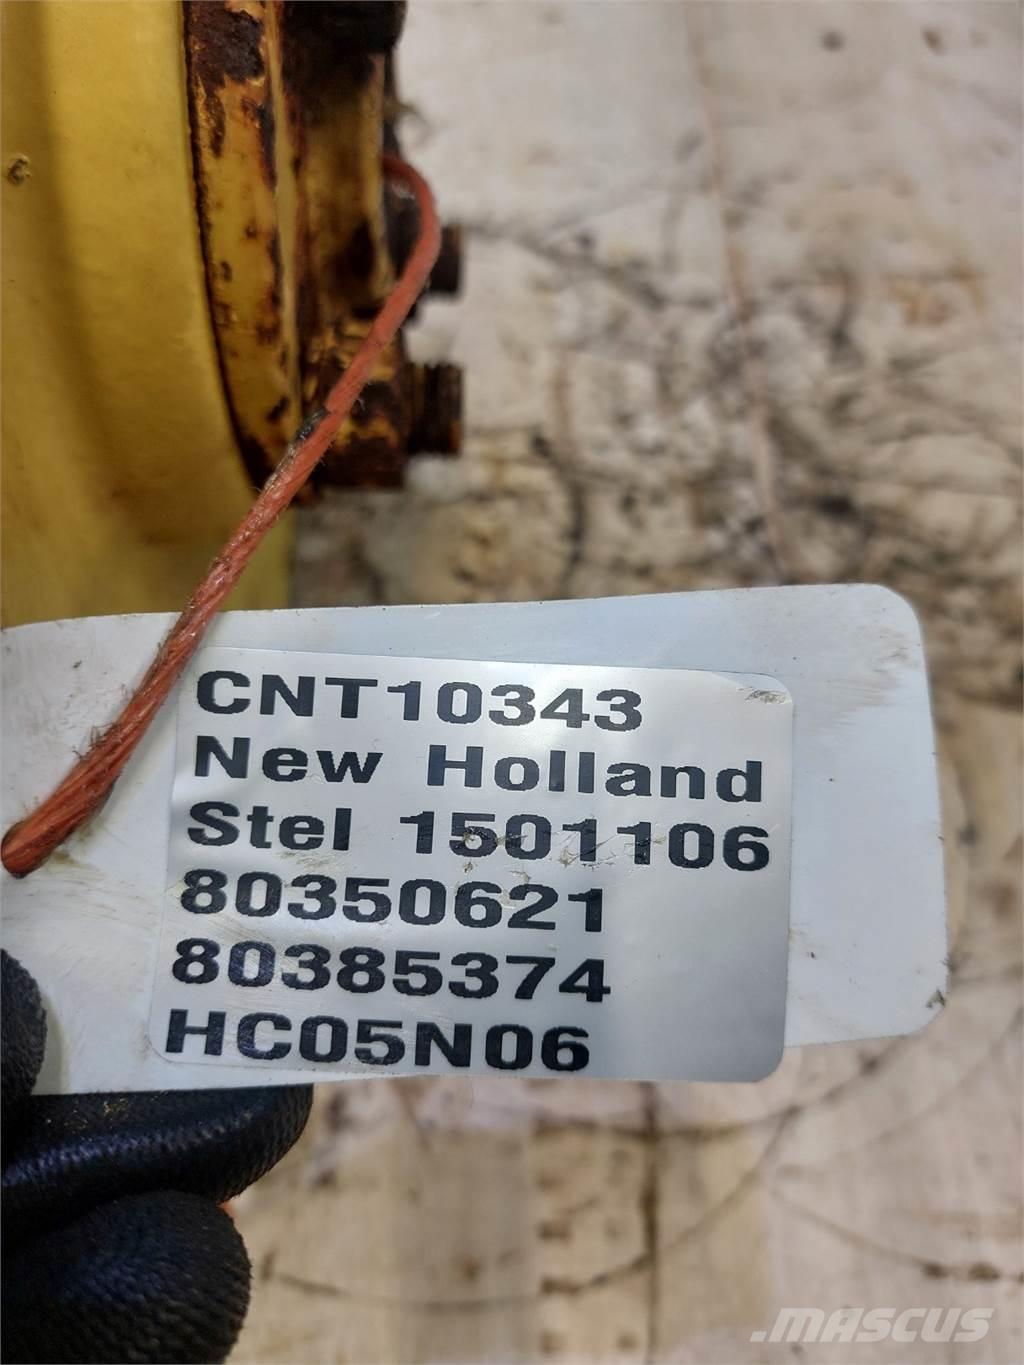 CNT10343
New Holland
Stel 1501106
80350621
80385374
HC05N06
.MASCUS